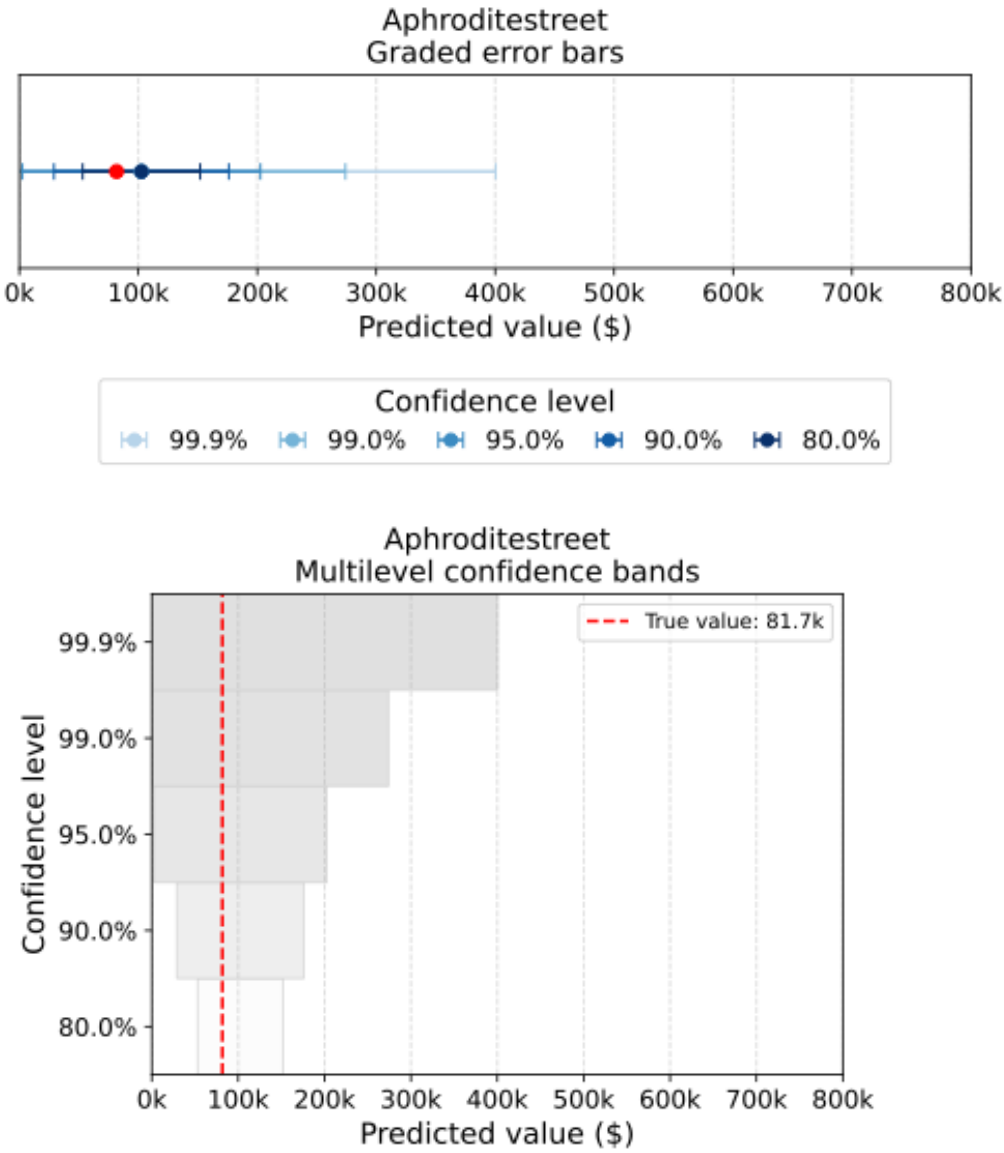 Aphroditestreet
Graded error bars
0k 100k 200k 300k 400k 500k 600k 700k 800k
Predicted value ($)
Confidence level
99.9% 99.0% 95.0% 90.0% 80.0%
Aphroditestreet
Multilevel confidence bands
True value: 81.7k
99.9%
99.0%
95.0%
90.0%
80.0%
Confidence level
0k 100k 200k 300k 400k 500k 600k 700k 800k
Predicted value ($)